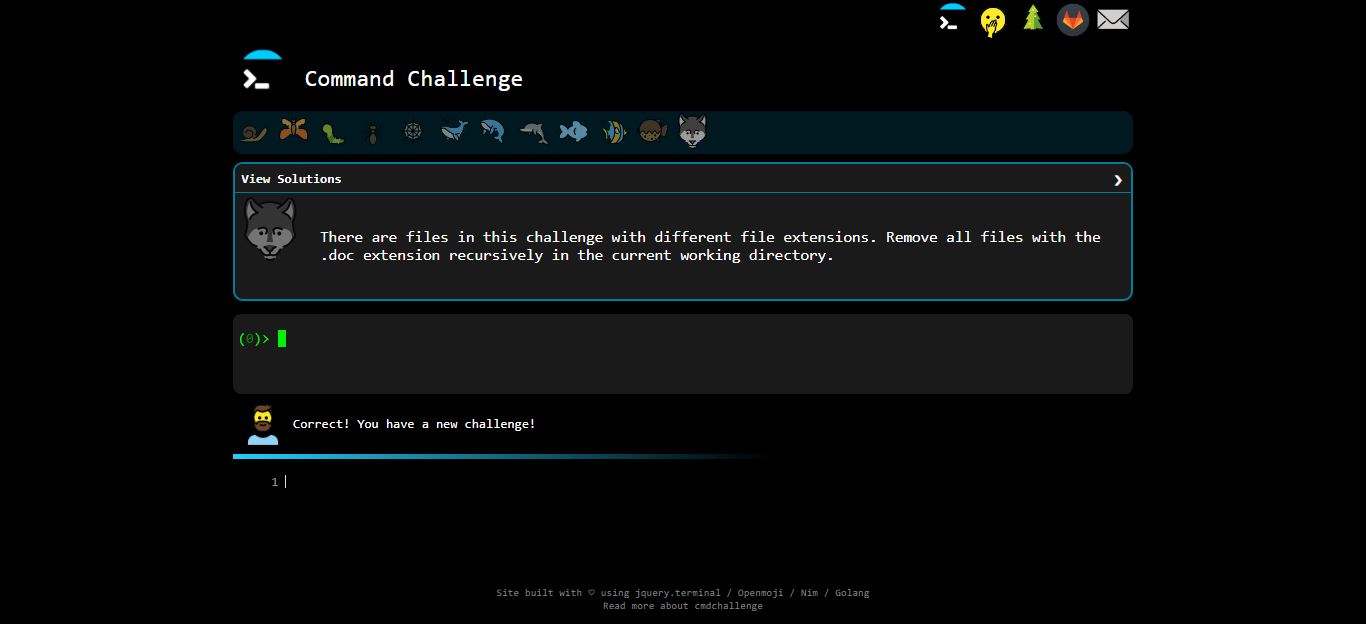 Command Challenge
View Solutions
There are files in this challenge with different file extensions. Remove all files with the
.doc extension recursively in the current working directory.
(0)>
Correct! You have a new challenge!
1
Site built with ♡ using jquery.terminal / Openmoji / Nim / Golang
Read more about cmdchallenge